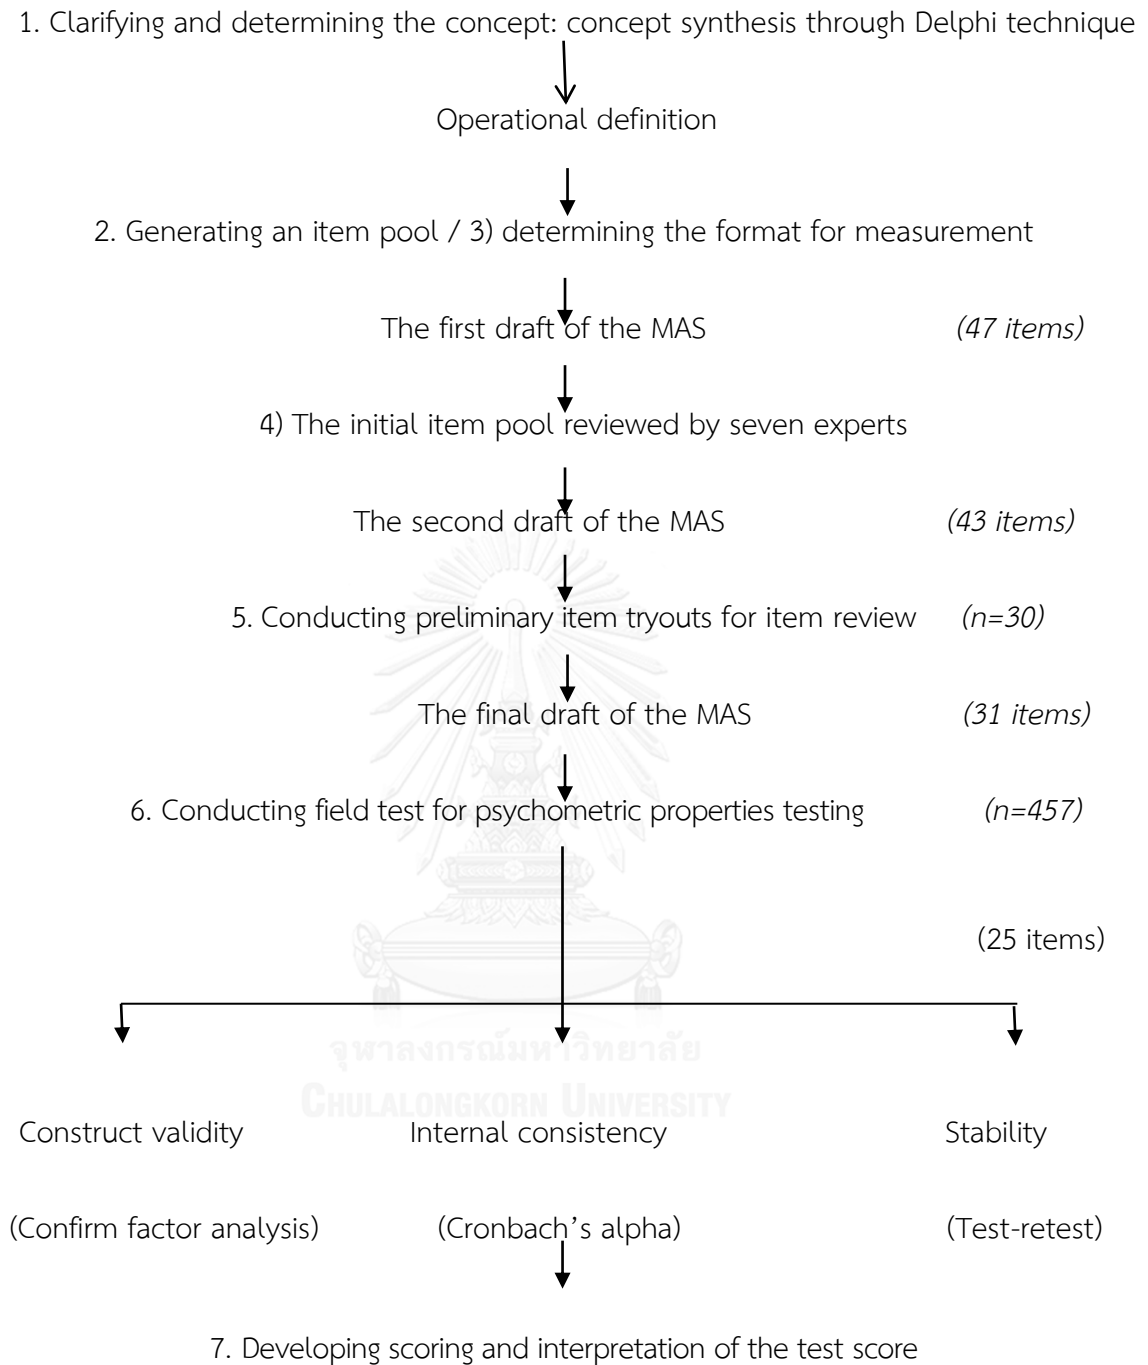 1. Clarifying and determining the concept: concept synthesis through Delphi technique
Operational definition
2. Generating an item pool / 3) determining the format for measurement
The first draft of the MAS (47 items)
4) The initial item pool reviewed by seven experts
The second draft of the MAS (43 items)
5. Conducting preliminary item tryouts for item review (n=30)
The final draft of the MAS (31 items)
6. Conducting field test for psychometric properties testing (n=457)
(25 items)
จุฬาลงกรณ์มหาวิทยาลัย
CHULALONGKORN UNIVERSITY
Construct validity Internal consistency Stability
(Confirm factor analysis) (Cronbach's alpha) (Test-retest)
7. Developing scoring and interpretation of the test score